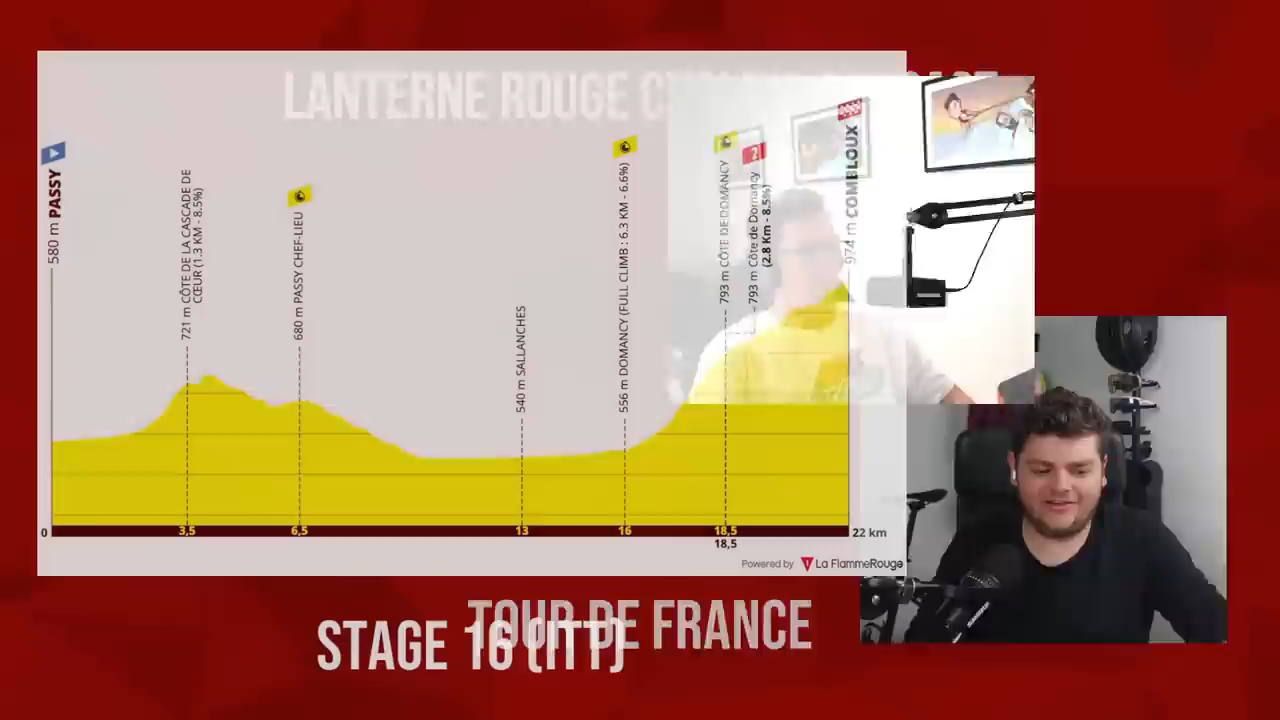 LANTERNE ROUGE
580 m PASSY
721 m CÔTE DE LA CASCADE DE
CŒUR (1.3 KM - 8.5%)
680 m PASSY CHEF-LIEU
540 m SALLANCHES
556 m DOMANCY (FULL CLIMB : 6.3 KM - 6.6%)
793 m CÔTE DE DOMANCY
2
793 m Côte de Domancy
(2.8 Km - 8.5%)
974 m COMBLOUX
0
3,5
6,5
13
16
18,5
22 km
18,5
Powered by La FlammeRouge
TOUR DE FRANCE
STAGE 16 (ITT)